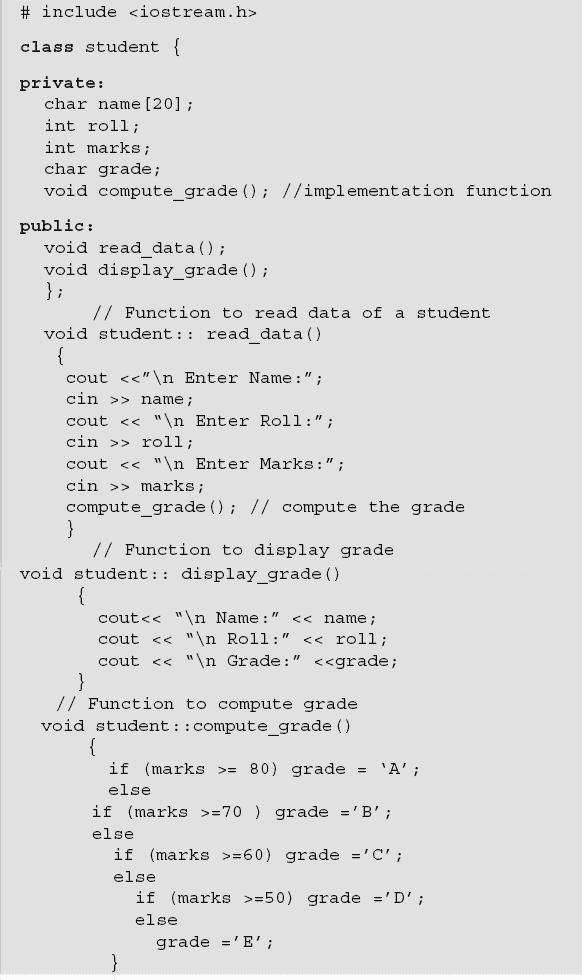 # include <iostream.h>
class student {
private:
char name[20];
int roll;
int marks;
char grade;
void compute_grade(); //implementation function
public:
void read_data();
void display_grade();
};
// Function to read data of a student
void student:: read_data()
{
cout <<”\n Enter Name:”;
cin >> name;
cout << “\n Enter Roll:”;
cin >> roll;
cout << “\n Enter Marks:”;
cin >> marks;
compute_grade(); // compute the grade
}
// Function to display grade
void student:: display_grade()
{
cout<< “\n Name:” << name;
cout << “\n Roll:” << roll;
cout << “\n Grade:” <<grade;
}
// Function to compute grade
void student::compute_grade()
{
if (marks >= 80) grade = ‘A’;
else
if (marks >=70 ) grade =’B’;
else
if (marks >=60) grade =’C’;
else
if (marks >=50) grade =’D’;
else
grade =’E’;
}